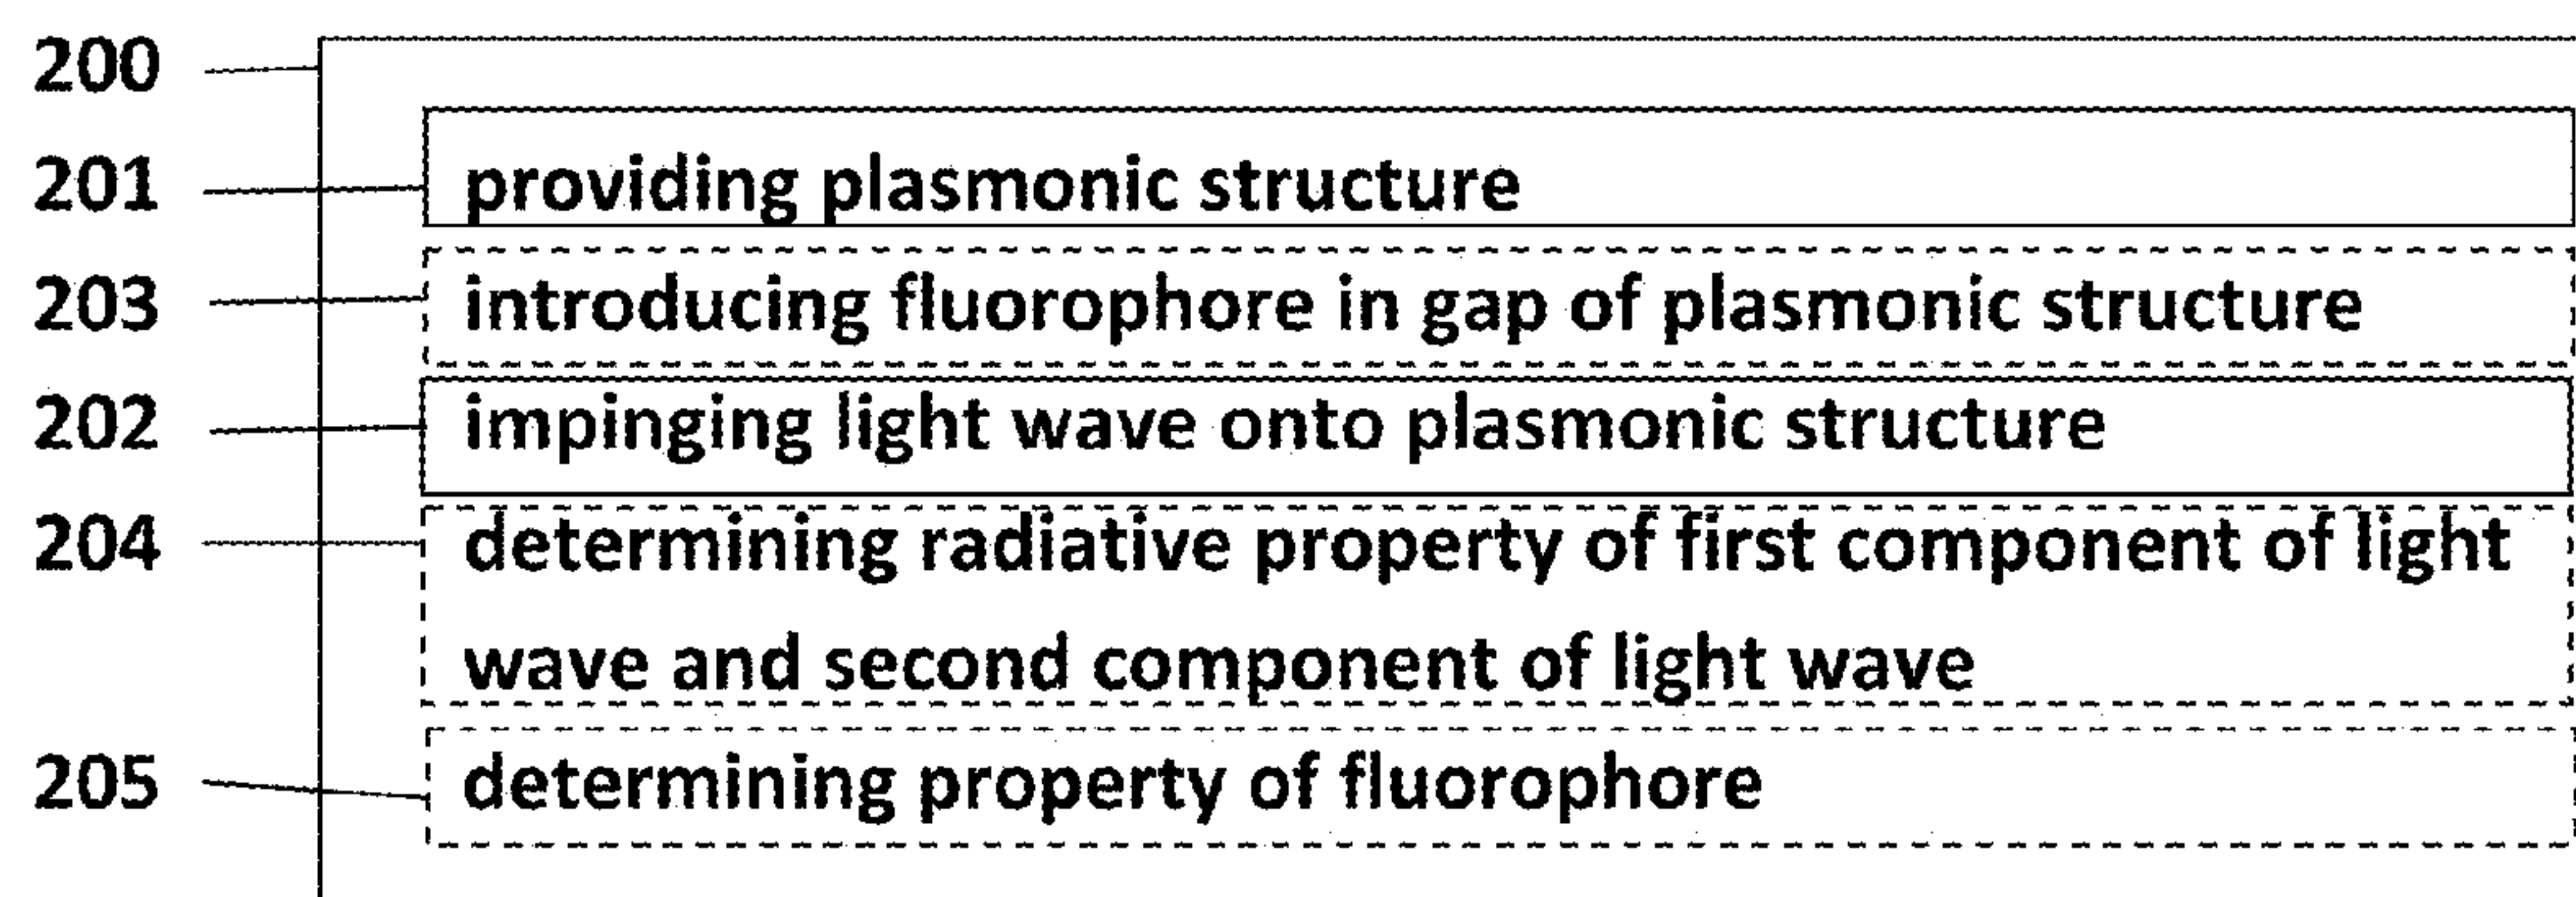 200
201 providing plasmonic structure
203 introducing fluorophore in gap of plasmonic structure
202 impinging light wave onto plasmonic structure
204 determining radiative property of first component of light
wave and second component of light wave
205 determining property of fluorophore